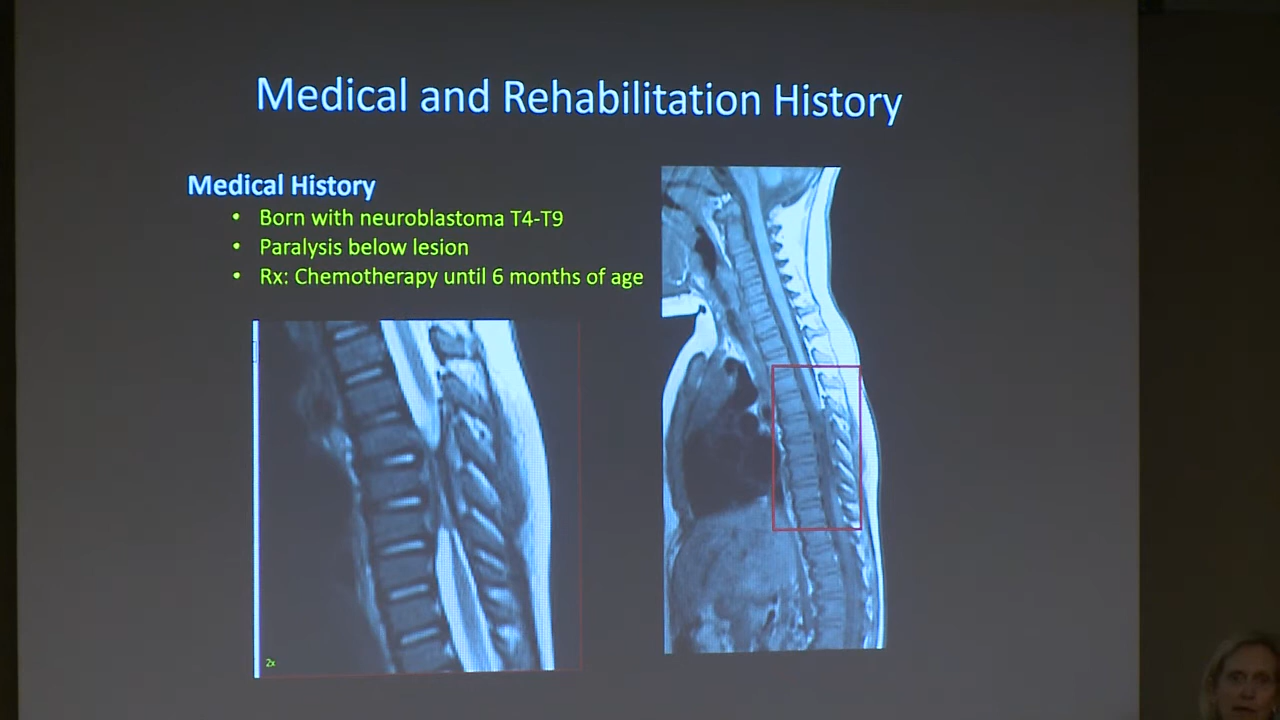 Medical and Rehabilitation History
Medical History
• Born with neuroblastoma T4-T9
• Paralysis below lesion
• Rx: Chemotherapy until 6 months of age
2x